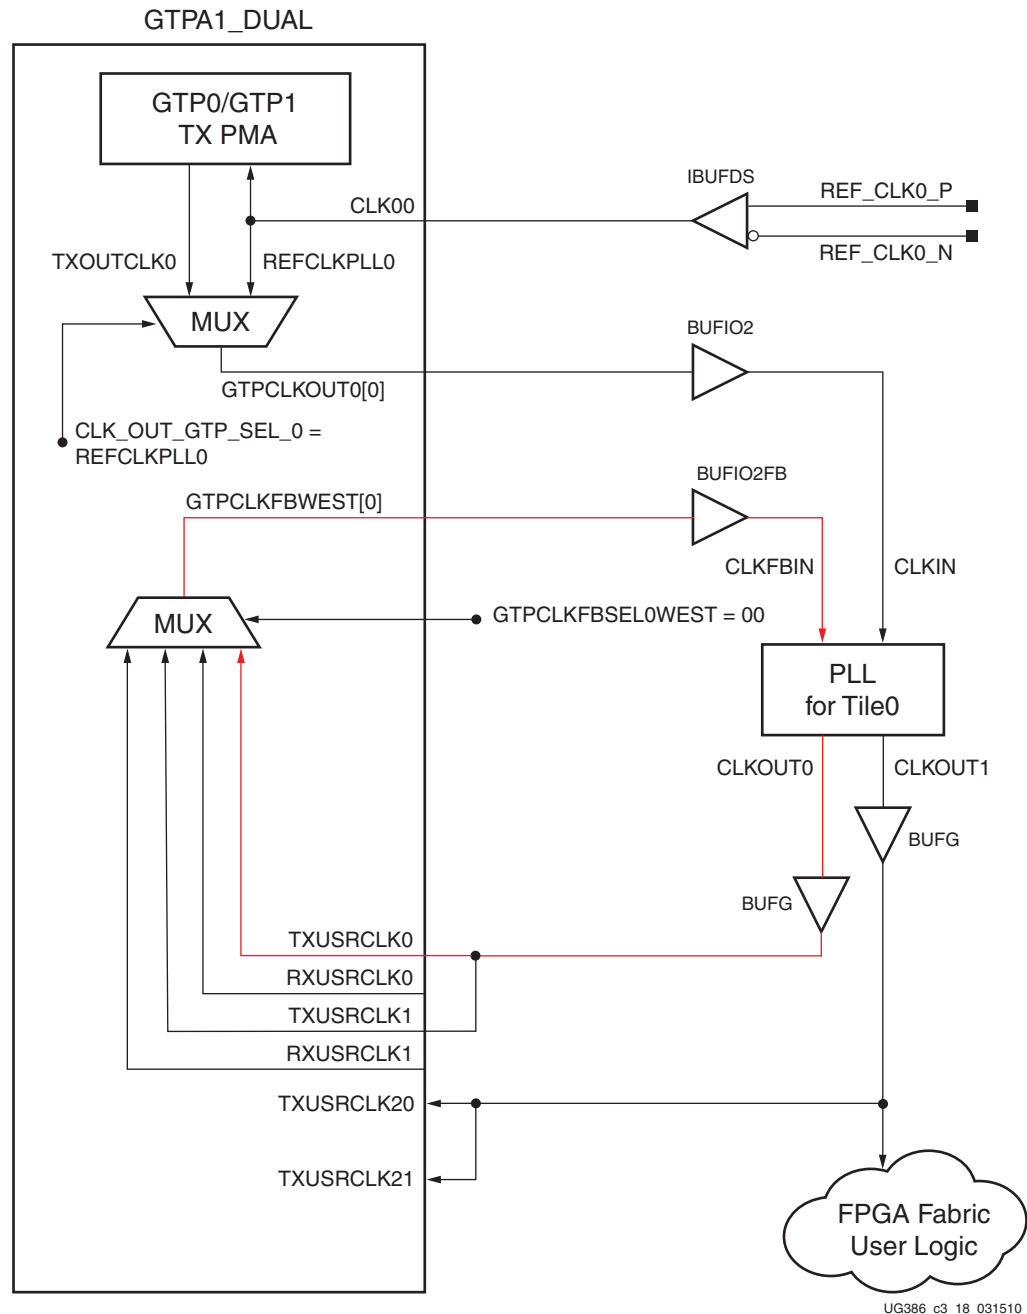 GTPA1_DUAL
GTP0/GTP1
TX PMA
IBUFDS
REF_CLK0_P
CLK00
REF_CLK0_N
TXOUTCLK0
REFCLKPLL0
MUX
BUFIO2
GTPCLKOUT0[0]
CLK_OUT_GTP_SEL_0 =
REFCLKPLL0
BUFIO2FB
GTPCLKFBWEST[0]
CLKFBIN
CLKIN
GTPCLKFBSEL0WEST = 00
MUX
PLL
for Tile0
CLKOUT0
CLKOUT1
BUFG
BUFG
TXUSRCLK0
RXUSRCLK0
TXUSRCLK1
RXUSRCLK1
TXUSRCLK20
TXUSRCLK21
FPGA Fabric
User Logic
UG386_c3_18_031510